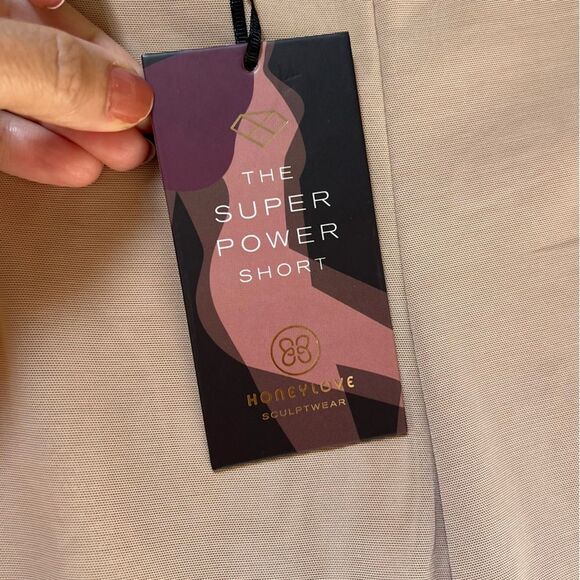 THE
SUPER
POWER
SHORT
HONEYLOVE
SCULPTWEAR